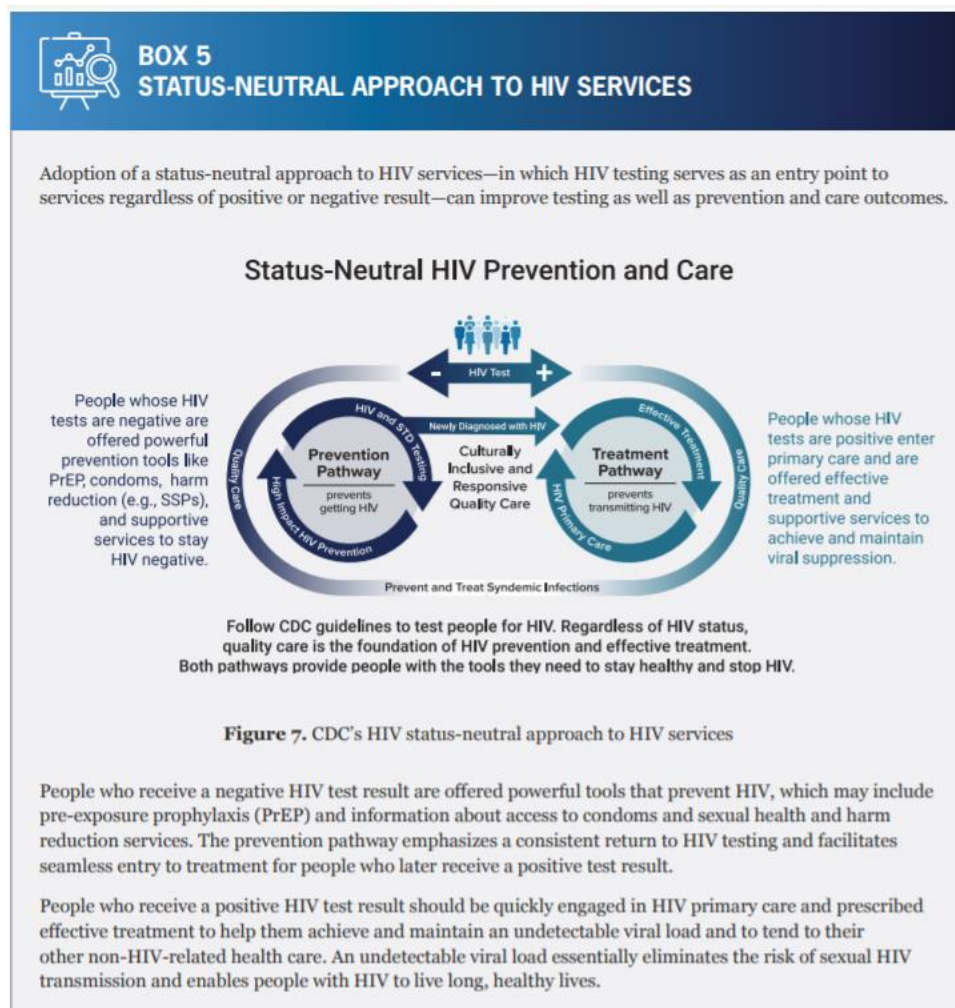 BOX 5
STATUS-NEUTRAL APPROACH TO HIV SERVICES
Adoption of a status-neutral approach to HIV services—in which HIV testing serves as an entry point to
services regardless of positive or negative result—can improve testing as well as prevention and care outcomes.
Status-Neutral HIV Prevention and Care
- HIV Test +
People whose HIV
tests are negative are
offered powerful
prevention tools like
PrEP, condoms, harm
reduction (e.g., SSPs),
and supportive
services to stay
HIV negative.
Quality Care
HIV and STD Testing
High Impact HIV Prevention
Prevention
Pathway
prevents
getting HIV
Newly Diagnosed with HIV
Culturally
Inclusive and
Responsive
Quality Care
Effective Treatment
HIV Primary Care
Treatment
Pathway
prevents
transmitting HIV
Quality Care
People whose HIV
tests are positive enter
primary care and are
offered effective
treatment and
supportive services to
achieve and maintain
viral suppression.
Prevent and Treat Syndemic Infections
Follow CDC guidelines to test people for HIV. Regardless of HIV status,
quality care is the foundation of HIV prevention and effective treatment.
Both pathways provide people with the tools they need to stay healthy and stop HIV.
Figure 7. CDC's HIV status-neutral approach to HIV services
People who receive a negative HIV test result are offered powerful tools that prevent HIV, which may include
pre-exposure prophylaxis (PrEP) and information about access to condoms and sexual health and harm
reduction services. The prevention pathway emphasizes a consistent return to HIV testing and facilitates
seamless entry to treatment for people who later receive a positive test result.
People who receive a positive HIV test result should be quickly engaged in HIV primary care and prescribed
effective treatment to help them achieve and maintain an undetectable viral load and to tend to their
other non-HIV-related health care. An undetectable viral load essentially eliminates the risk of sexual HIV
transmission and enables people with HIV to live long, healthy lives.